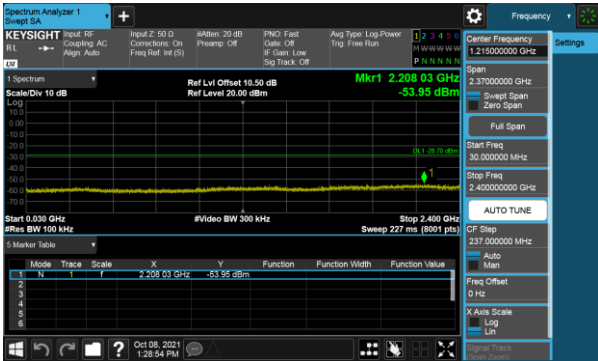 Spectrum Analyzer 1
Swept SA
Frequency
KEYSIGHT
Input: RF
Input Z: 50 Ω
#Atten: 20 dB
PNO: Fast
Avg Type: Log-Power
1 2 3 4 5 6
RL
Coupling: AC
Corrections: On
Preamp: Off
Gate: Off
Trig: Free Run
M W W W W W
Align: Auto
Freq Ref: Int (S)
IF Gain: Low
P N N N N N
Sig Track: Off
1 Spectrum
Ref Lvl Offset 10.50 dB
Mkr1 2.208 03 GHz
Scale/Div 10 dB
Ref Level 20.00 dBm
-53.95 dBm
Log
10.0
0.00
-10.0
-20.0
DL1 -28.70 dBm
-30.0
-40.0
1
-50.0
-60.0
-70.0
Start 0.030 GHz
#Video BW 300 kHz
Stop 2.400 GHz
#Res BW 100 kHz
Sweep 227 ms (8001 pts)
5 Marker Table
Mode Trace Scale X Y Function Function Width Function Value
1 N 1 f 2.208 03 GHz -53.95 dBm
2
3
4
5
6
Oct 08, 2021
1:28:54 PM
Center Frequency
1.215000000 GHz
Settings
Span
2.37000000 GHz
Swept Span
Zero Span
Full Span
Start Freq
30.000000 MHz
Stop Freq
2.400000000 GHz
AUTO TUNE
CF Step
237.000000 MHz
Auto
Man
Freq Offset
0 Hz
X Axis Scale
Log
Lin
Signal Track
(Span Zoom)